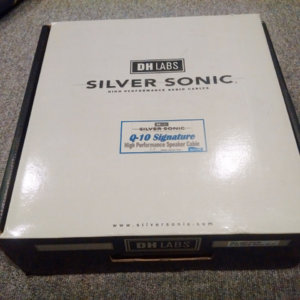 DH LABS
SILVER SONIC
HIGH PERFORMANCE AUDIO CABLES
SILVER SONIC
Q-10 Signature
High Performance Speaker Cable
www.silversonic.com
DH LABS